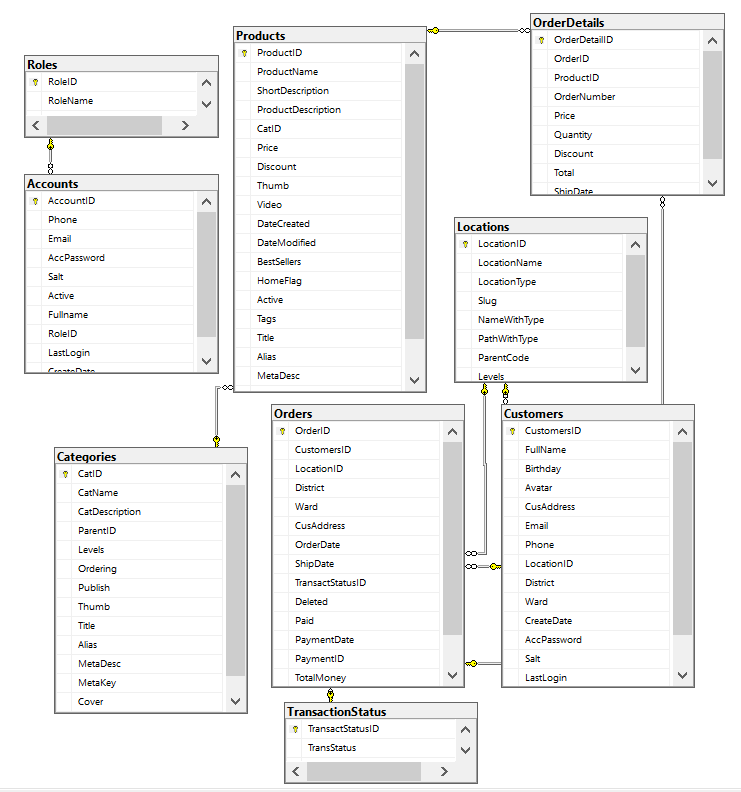 Roles
RoleID
RoleName
Accounts
AccountID
Phone
Email
AccPassword
Salt
Active
Fullname
RoleID
LastLogin
CreateDate
Products
ProductID
ProductName
ShortDescription
ProductDescription
CatID
Price
Discount
Thumb
Video
DateCreated
DateModified
BestSellers
HomeFlag
Active
Tags
Title
Alias
MetaDesc
OrderDetails
OrderDetailID
OrderID
ProductID
OrderNumber
Price
Quantity
Discount
Total
ShipDate
Locations
LocationID
LocationName
LocationType
Slug
NameWithType
PathWithType
ParentCode
Levels
Categories
CatID
CatName
CatDescription
ParentID
Levels
Ordering
Publish
Thumb
Title
Alias
MetaDesc
MetaKey
Cover
Orders
OrderID
CustomersID
LocationID
District
Ward
CusAddress
OrderDate
ShipDate
TransactStatusID
Deleted
Paid
PaymentDate
PaymentID
TotalMoney
Customers
CustomersID
FullName
Birthday
Avatar
CusAddress
Email
Phone
LocationID
District
Ward
CreateDate
AccPassword
Salt
LastLogin
TransactionStatus
TransactStatusID
TransStatus